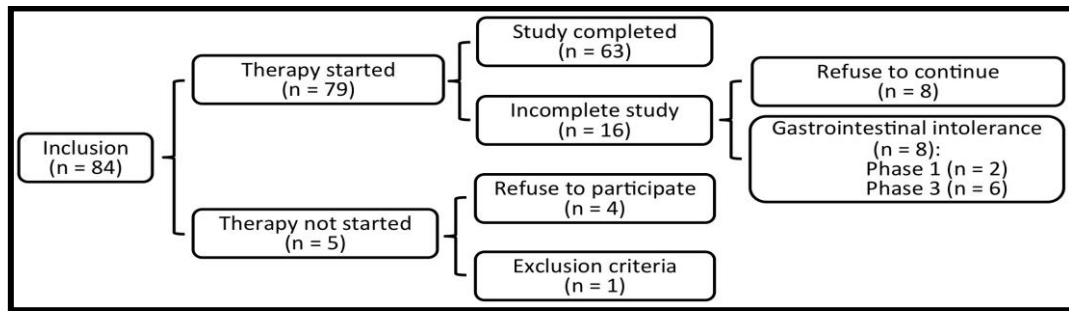 Inclusion
(n = 84)
Therapy started
(n = 79)
Study completed
(n = 63)
Incomplete study
(n = 16)
Refuse to continue
(n = 8)
Gastrointestinal intolerance
(n = 8):
Phase 1 (n = 2)
Phase 3 (n = 6)
Therapy not started
(n = 5)
Refuse to participate
(n = 4)
Exclusion criteria
(n = 1)